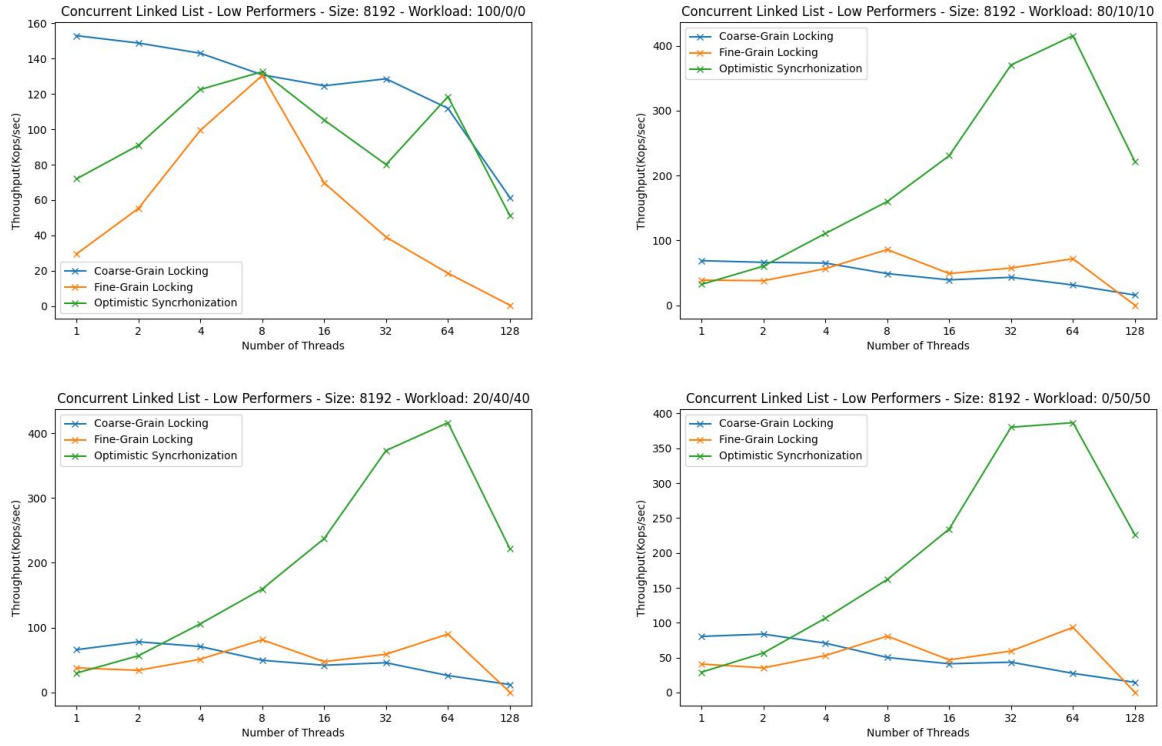 Concurrent Linked List - Low Performers - Size: 8192 - Workload: 100/0/0
Throughput(Kops/sec)
160
140
120
100
80
60
40
20
0
Coarse-Grain Locking
Fine-Grain Locking
Optimistic Syncrhonization
1 2 4 8 16 32 64 128
Number of Threads
Concurrent Linked List - Low Performers - Size: 8192 - Workload: 80/10/10
Throughput(Kops/sec)
400
300
200
100
0
Coarse-Grain Locking
Fine-Grain Locking
Optimistic Syncrhonization
1 2 4 8 16 32 64 128
Number of Threads
Concurrent Linked List - Low Performers - Size: 8192 - Workload: 20/40/40
Throughput(Kops/sec)
400
300
200
100
0
Coarse-Grain Locking
Fine-Grain Locking
Optimistic Syncrhonization
1 2 4 8 16 32 64 128
Number of Threads
Concurrent Linked List - Low Performers - Size: 8192 - Workload: 0/50/50
Throughput(Kops/sec)
400
350
300
250
200
150
100
50
0
Coarse-Grain Locking
Fine-Grain Locking
Optimistic Syncrhonization
1 2 4 8 16 32 64 128
Number of Threads